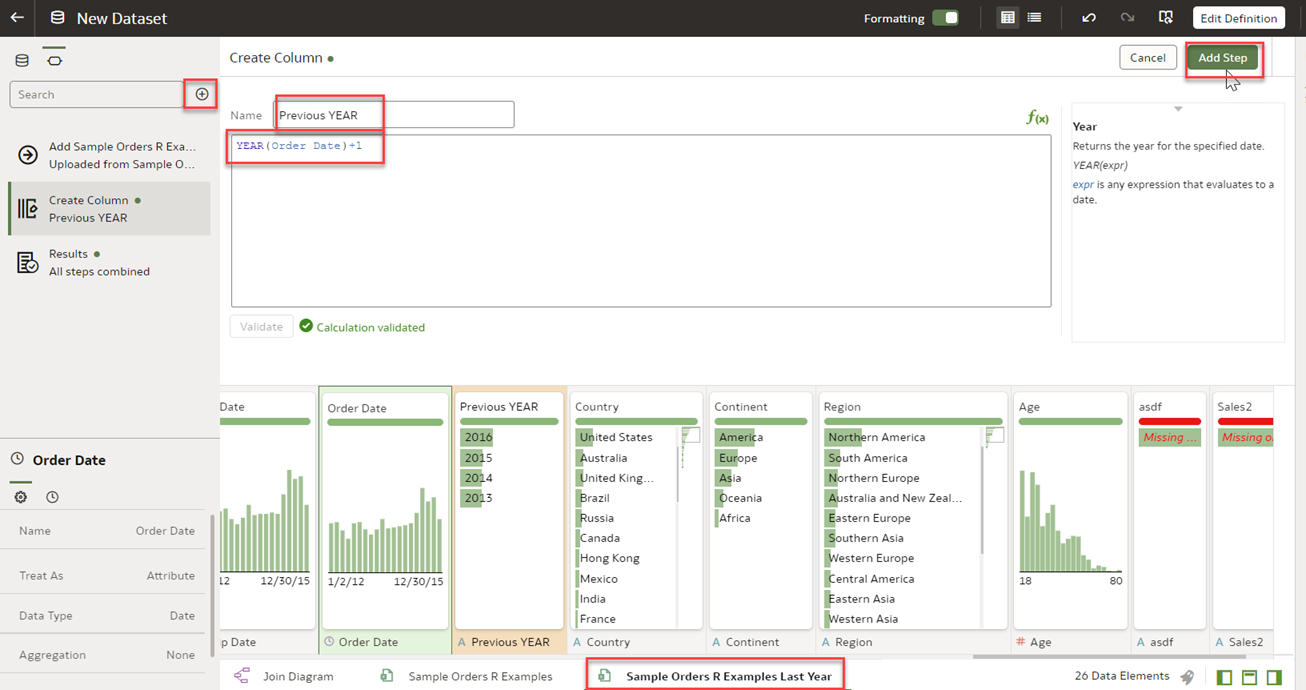 New Dataset
Formatting
Edit Definition
Search
Add Sample Orders R Exa...
Uploaded from Sample O...
Create Column
Previous YEAR
Results
All steps combined
Create Column
Cancel
Add Step
Name
Previous YEAR
f(x)
YEAR(Order Date)+1
Validate
Calculation validated
Year
Returns the year for the specified date.
YEAR(expr)
expr is any expression that evaluates to a
date.
Order Date
Name
Order Date
Treat As
Attribute
Data Type
Date
Aggregation
None
Date
12
12/30/15
p Date
Order Date
1/2/12
12/30/15
Order Date
Previous YEAR
2016
2015
2014
2013
A Previous YEAR
Country
United States
Australia
United King...
Brazil
Russia
Canada
Hong Kong
Mexico
India
France
A Country
Continent
America
Europe
Asia
Oceania
Africa
A Continent
Region
Northern America
South America
Northern Europe
Australia and New Zeal...
Eastern Europe
Southern Asia
Western Europe
Central America
Eastern Asia
Western Asia
A Region
Age
18
80
# Age
asdf
Missing ...
A asdf
Sales2
Missing o
A Sales2
Join Diagram
Sample Orders R Examples
Sample Orders R Examples Last Year
26 Data Elements